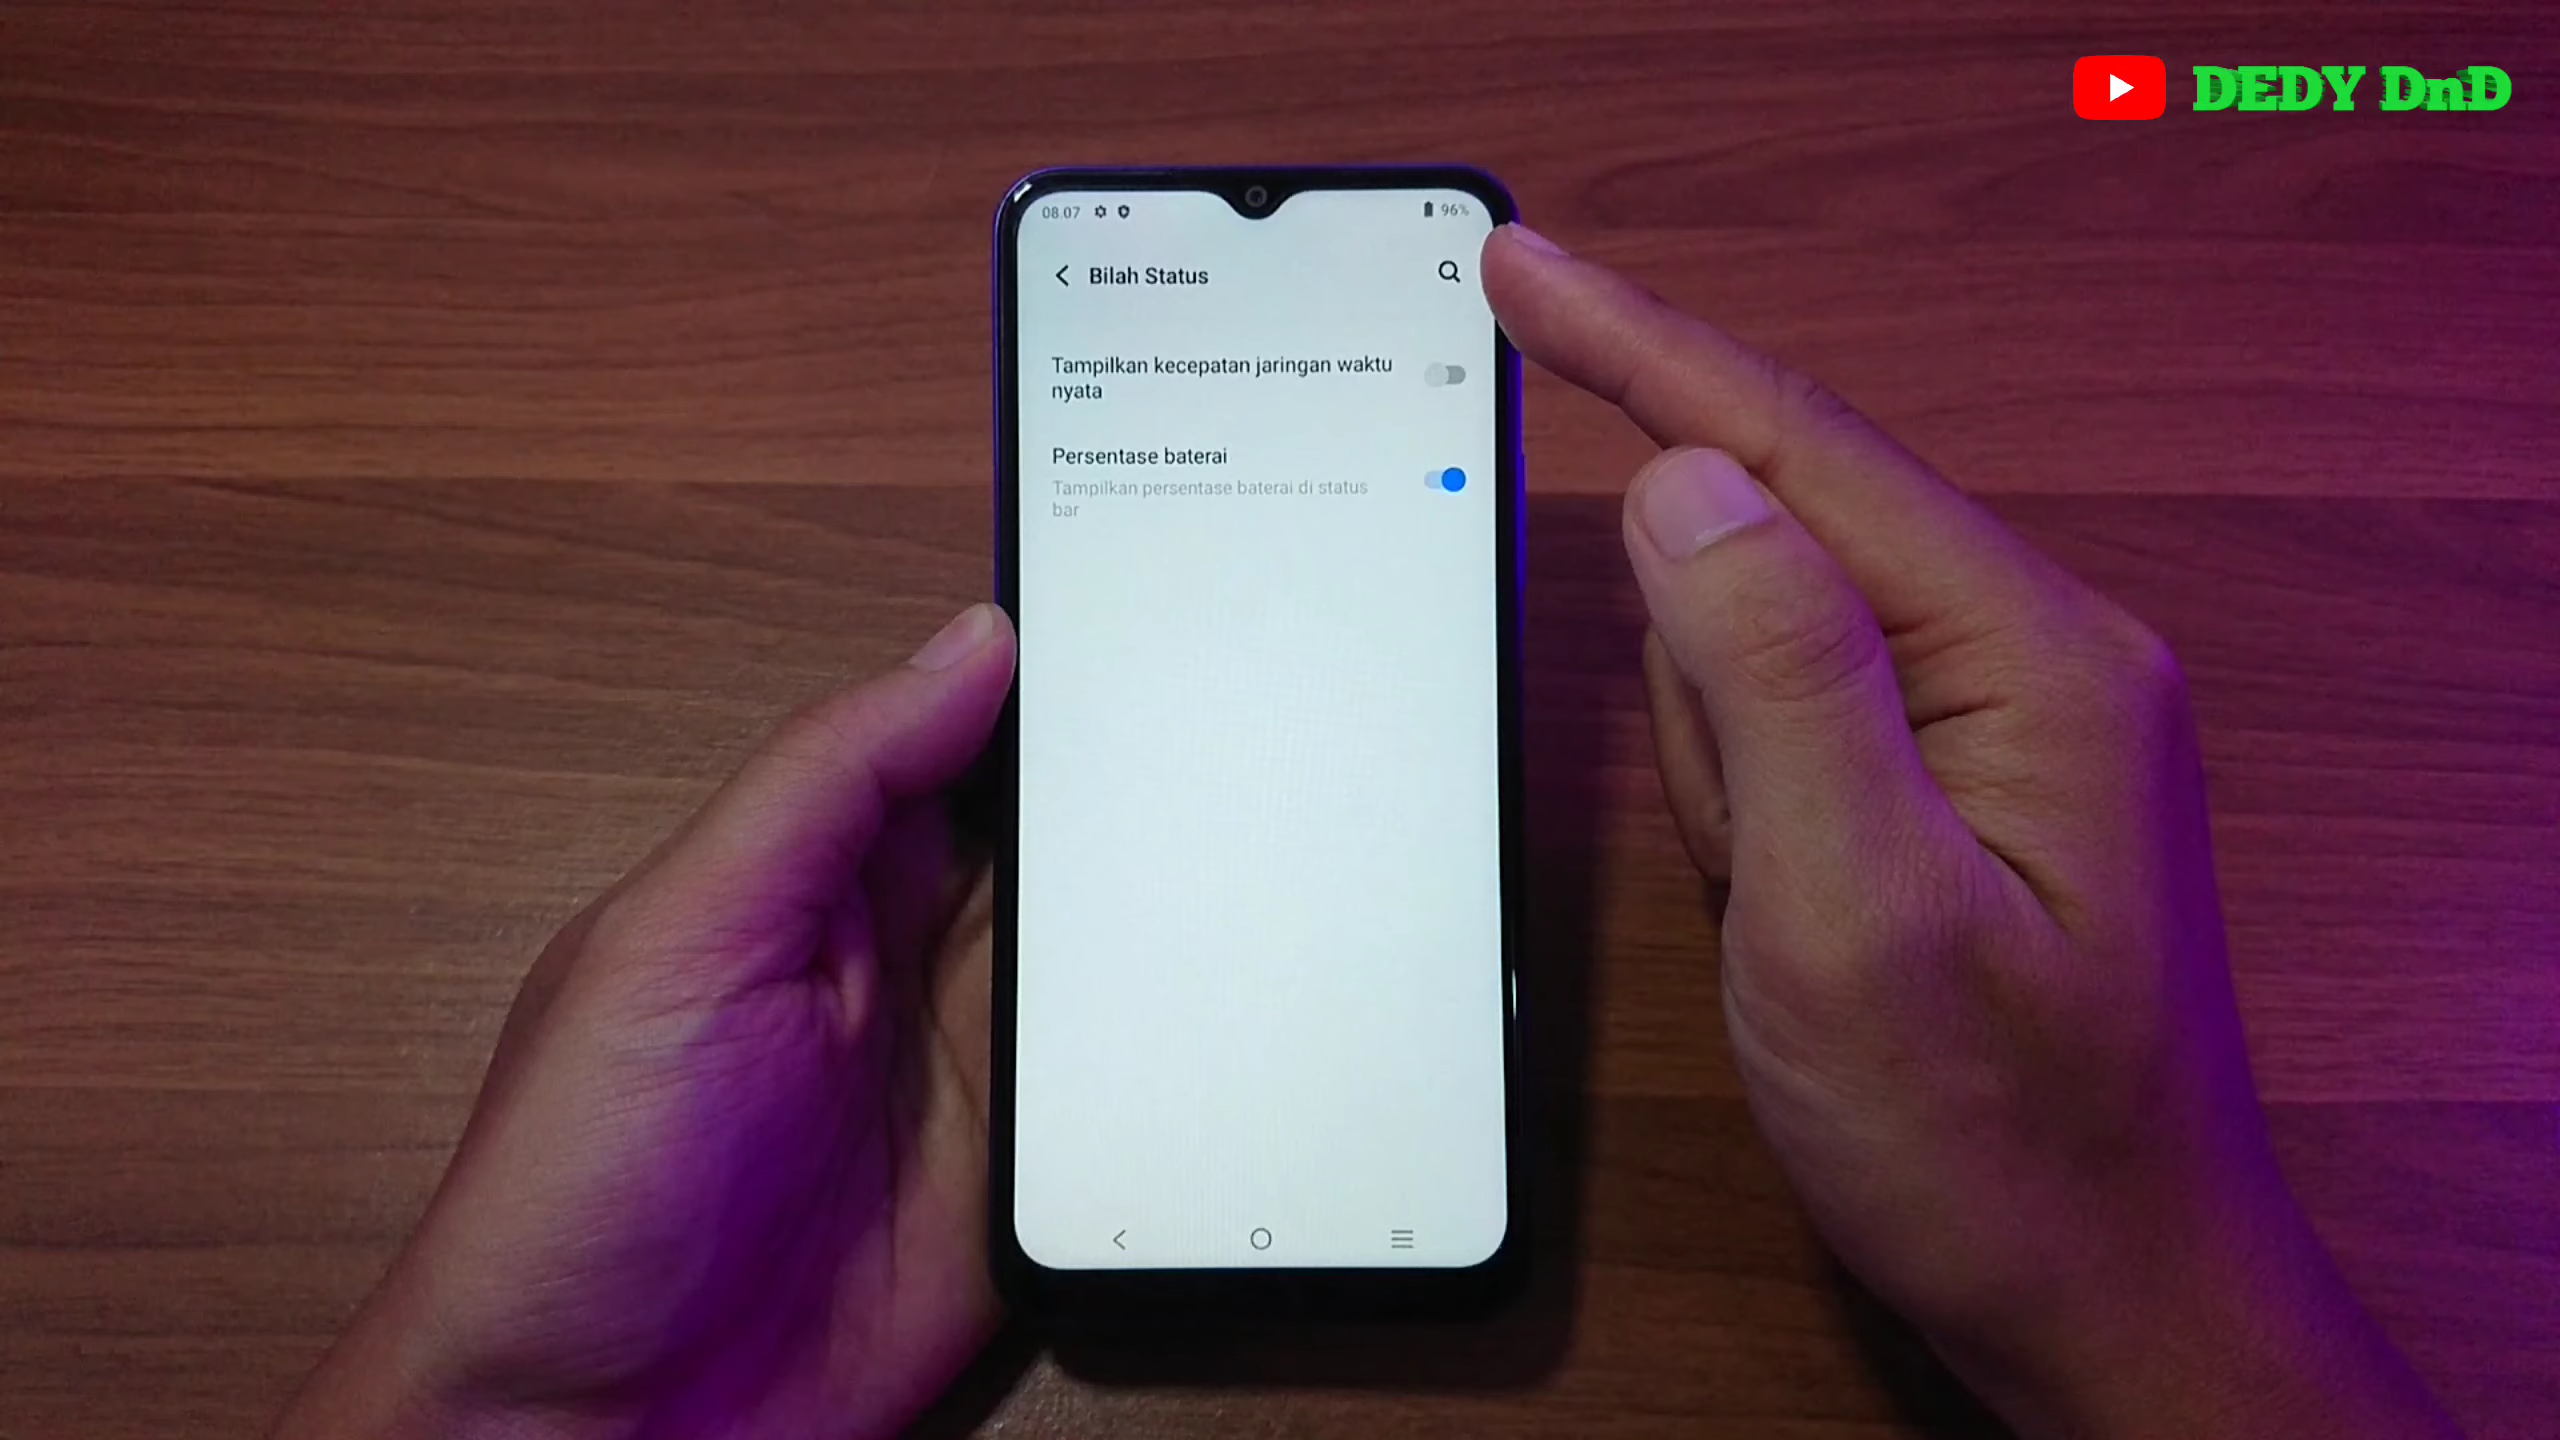 DEDY DnD
08.07
96%
Bilah Status
Tampilkan kecepatan jaringan waktu
nyata
Persentase baterai
Tampilkan persentase baterai di status
bar